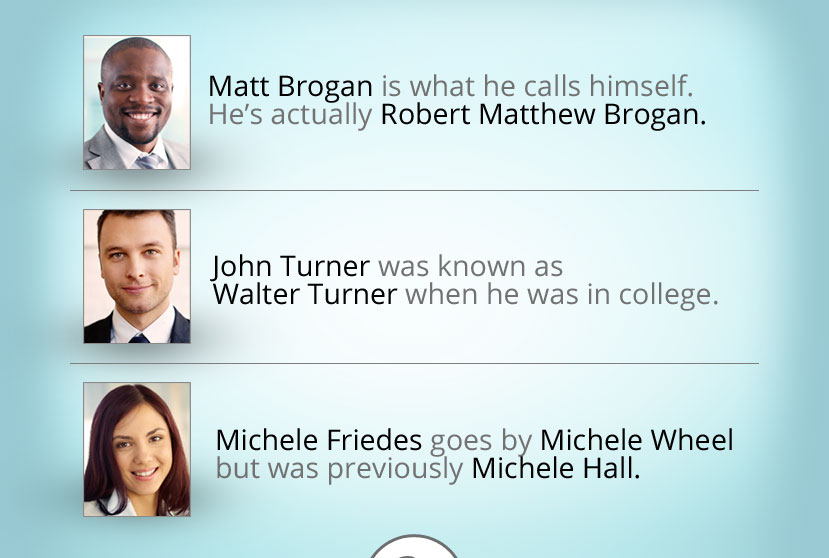 Matt Brogan is what he calls himself.
He’s actually Robert Matthew Brogan.
John Turner was known as
Walter Turner when he was in college.
Michele Friedes goes by Michele Wheel
but was previously Michele Hall.